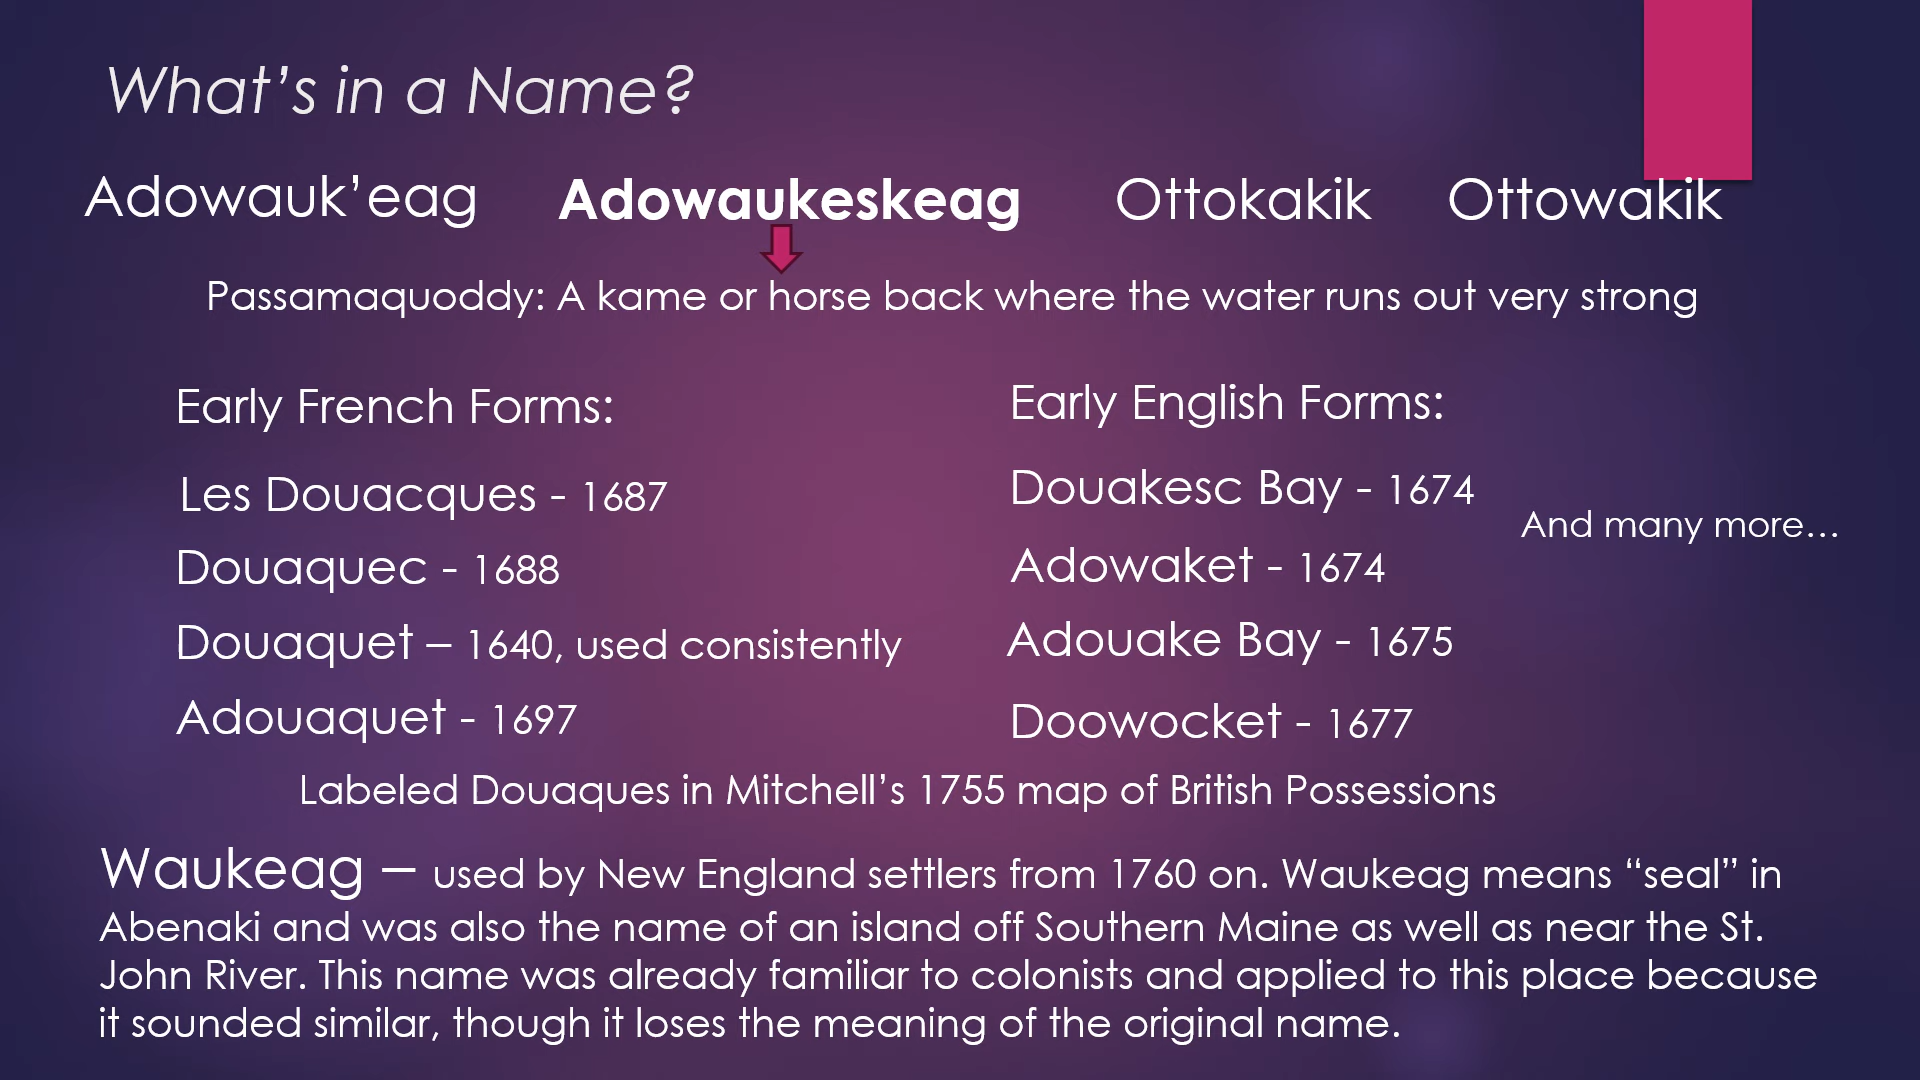 What’s in a Name?
Adowauk’eag Adowaukeskeag Ottokakik Ottowakik
Passamaquoddy: A kame or horse back where the water runs out very strong
Early French Forms:
Les Douacques - 1687
Douaquec - 1688
Douaquet – 1640, used consistently
Adouaquet - 1697
Early English Forms:
Douakesc Bay - 1674
Adowaket - 1674
Adouake Bay - 1675
Doowocket - 1677
And many more…
Labeled Douaques in Mitchell’s 1755 map of British Possessions
Waukeag – used by New England settlers from 1760 on. Waukeag means “seal” in
Abenaki and was also the name of an island off Southern Maine as well as near the St.
John River. This name was already familiar to colonists and applied to this place because
it sounded similar, though it loses the meaning of the original name.